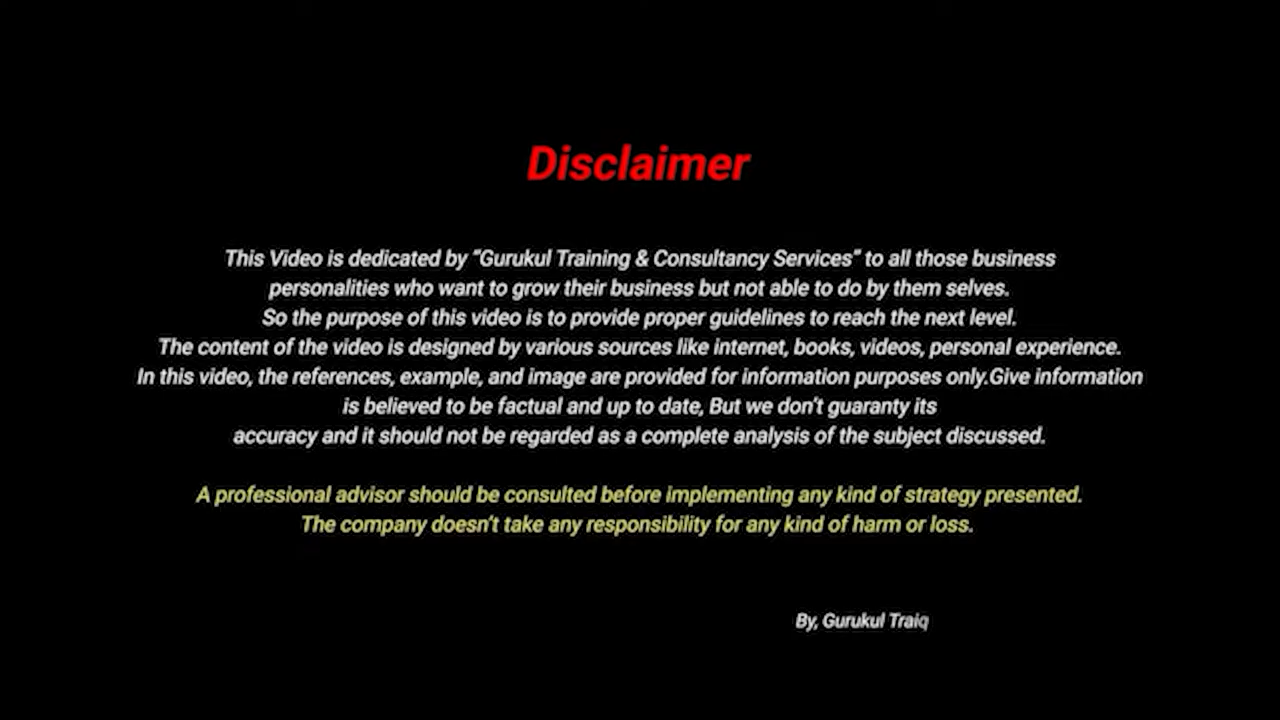 Disclaimer
This Video is dedicated by “Gurukul Training & Consultancy Services” to all those business
personalities who want to grow their business but not able to do by them selves.
So the purpose of this video is to provide proper guidelines to reach the next level.
The content of the video is designed by various sources like internet, books, videos, personal experience.
In this video, the references, example, and image are provided for information purposes only.Give information
is believed to be factual and up to date, But we don’t guaranty its
accuracy and it should not be regarded as a complete analysis of the subject discussed.
A professional advisor should be consulted before implementing any kind of strategy presented.
The company doesn’t take any responsibility for any kind of harm or loss.
By, Gurukul Traiq